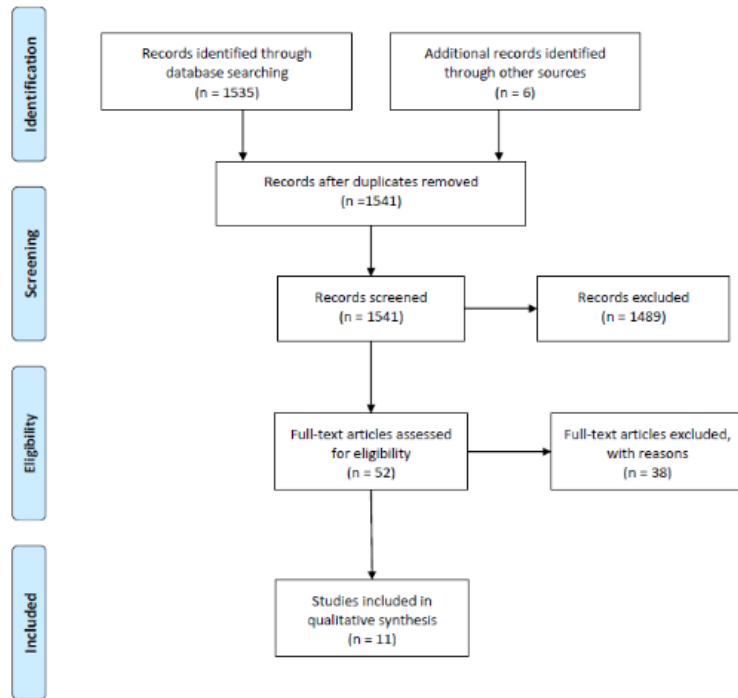 Identification
Records identified through
database searching
(n = 1535)
Additional records identified
through other sources
(n = 6)
Records after duplicates removed
(n =1541)
Screening
Records screened
(n = 1541)
Records excluded
(n = 1489)
Eligibility
Full-text articles assessed
for eligibility
(n = 52)
Full-text articles excluded,
with reasons
(n = 38)
Included
Studies included in
qualitative synthesis
(n = 11)